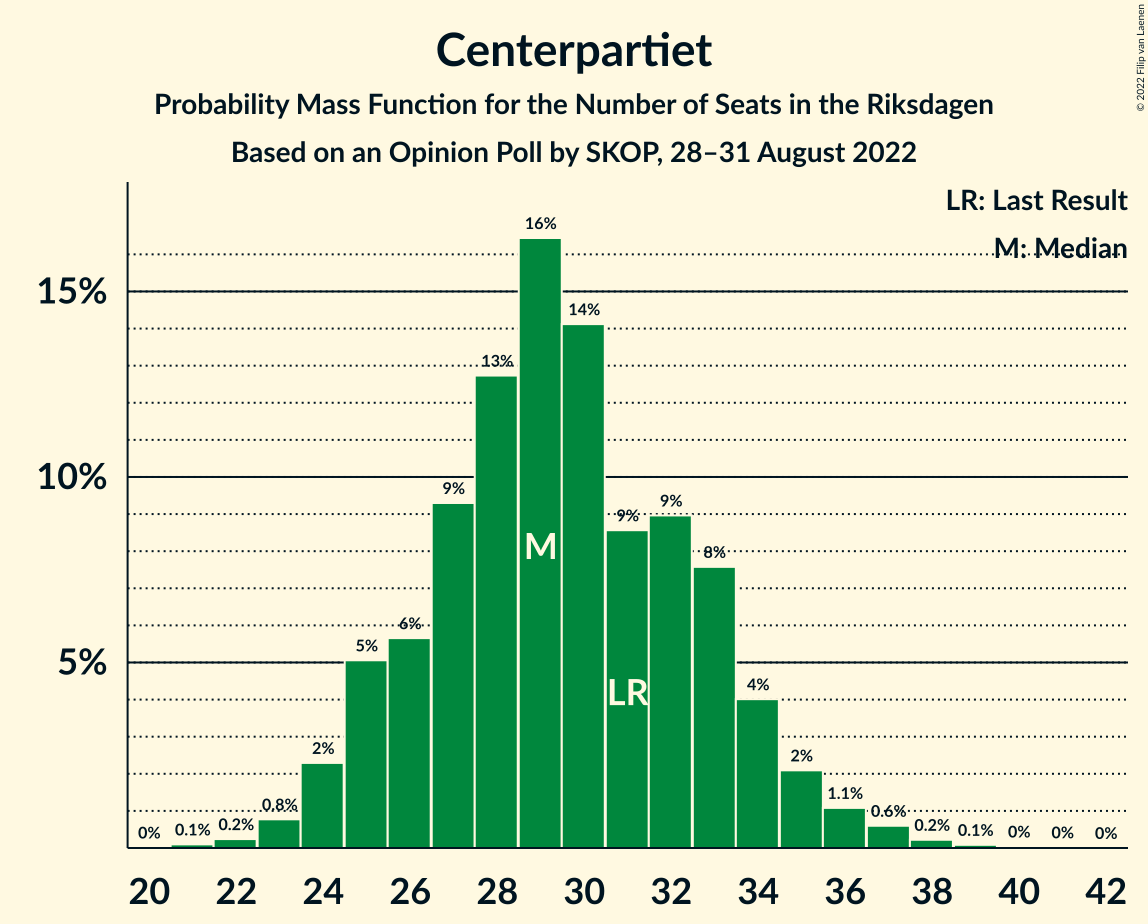 Centerpartiet
Probability Mass Function for the Number of Seats in the Riksdagen
Based on an Opinion Poll by SKOP, 28–31 August 2022
© 2022 Filip van Laenen
LR: Last Result
M: Median
15%
10%
5%
0%
0.1%
0.2%
0.8%
2%
5%
6%
9%
13%
16%
14%
9%
9%
8%
4%
2%
1.1%
0.6%
0.2%
0.1%
0%
0%
0%
M
LR
20 22 24 26 28 30 32 34 36 38 40 42